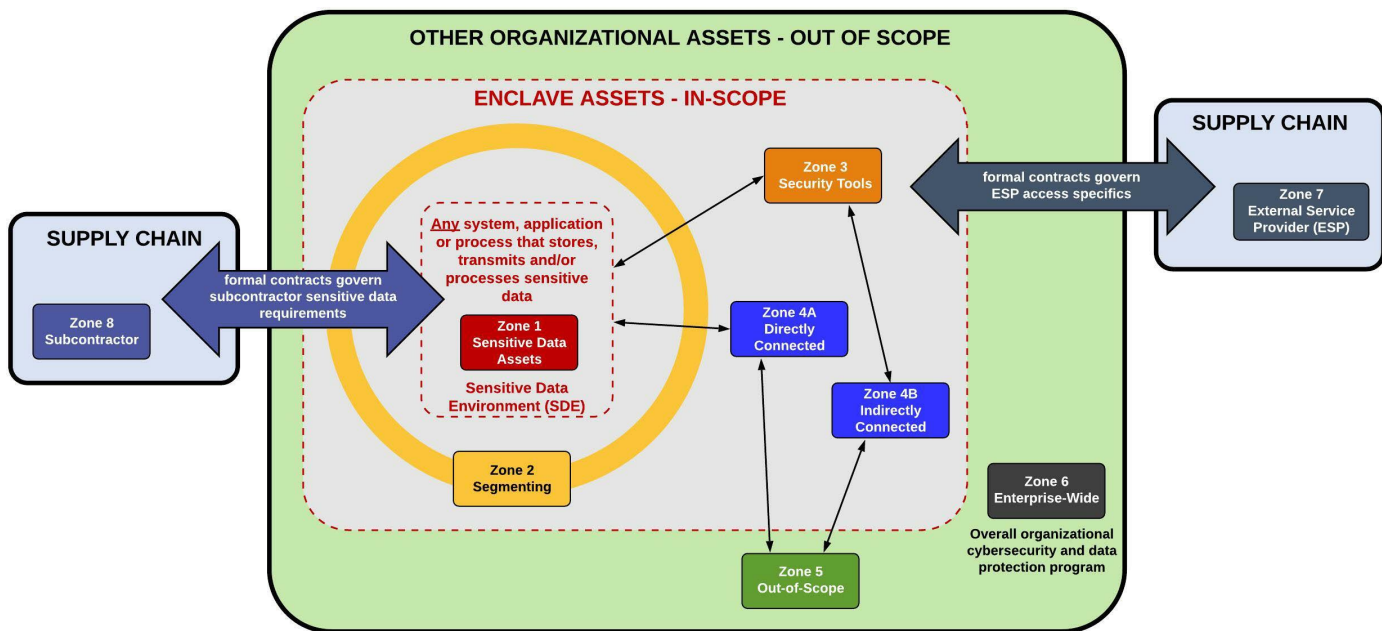 OTHER ORGANIZATIONAL ASSETS - OUT OF SCOPE
ENCLAVE ASSETS - IN-SCOPE
SUPPLY CHAIN
Zone 8
Subcontractor
formal contracts govern
subcontractor sensitive data
requirements
Any system, application
or process that stores,
transmits and/or
processes sensitive
data
Zone 1
Sensitive Data
Assets
Sensitive Data
Environment (SDE)
Zone 2
Segmenting
Zone 3
Security Tools
Zone 4A
Directly
Connected
Zone 4B
Indirectly
Connected
Zone 5
Out-of-Scope
Zone 6
Enterprise-Wide
Overall organizational
cybersecurity and data
protection program
formal contracts govern
ESP access specifics
SUPPLY CHAIN
Zone 7
External Service
Provider (ESP)